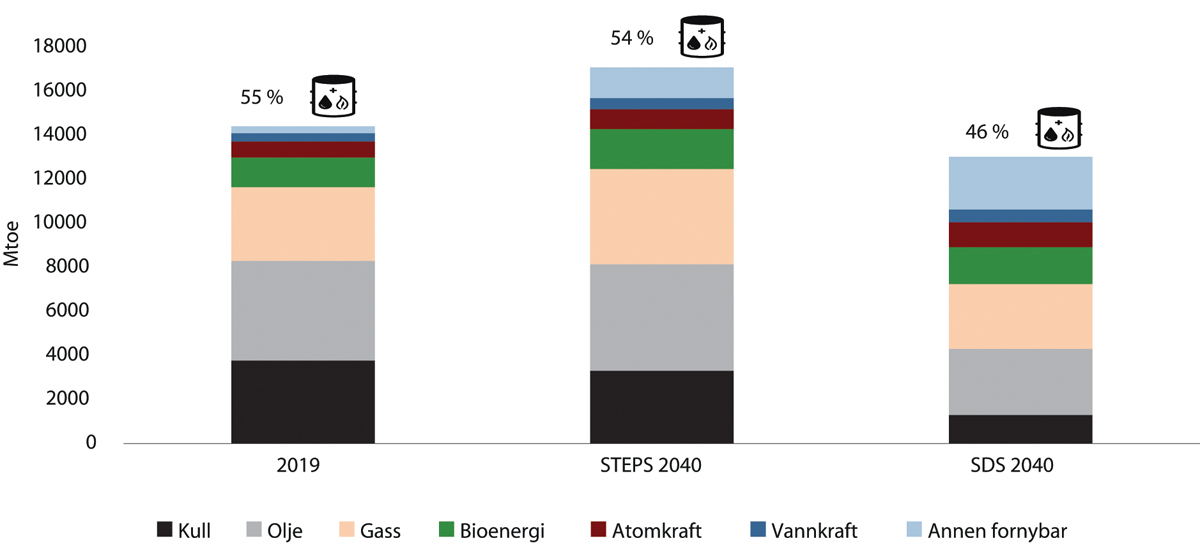 18000
16000
14000
12000
10000
8000
6000
4000
2000
0
Mtoe
55 %
54 %
46 %
2019
STEPS 2040
SDS 2040
Kull
Olje
Gass
Bioenergi
Atomkraft
Vannkraft
Annen fornybar